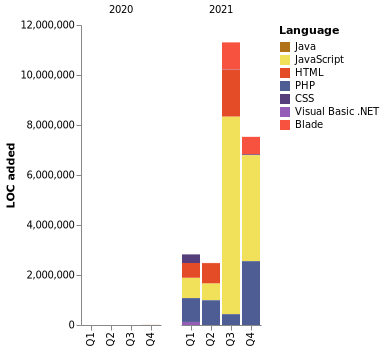 2020
2021
12,000,000
10,000,000
8,000,000
6,000,000
4,000,000
2,000,000
0
LOC added
Q1
Q2
Q3
Q4
Q1
Q2
Q3
Q4
Language
Java
JavaScript
HTML
PHP
CSS
Visual Basic .NET
Blade